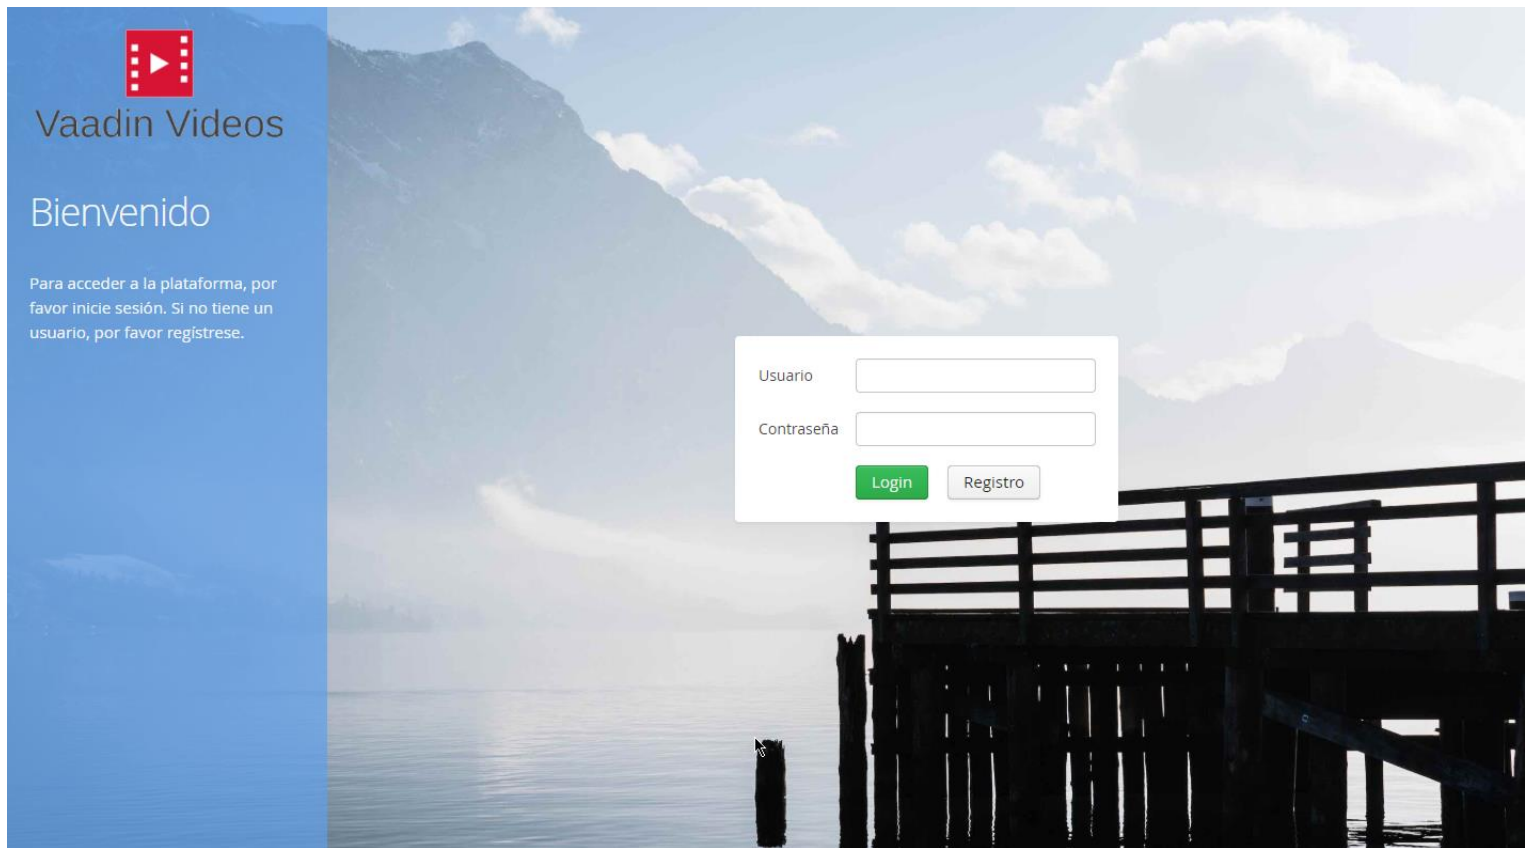 Vaadin Videos
Bienvenido
Para acceder a la plataforma, por
favor inicie sesión. Si no tiene un
usuario, por favor regístrese.
Usuario
Contraseña
Login Registro